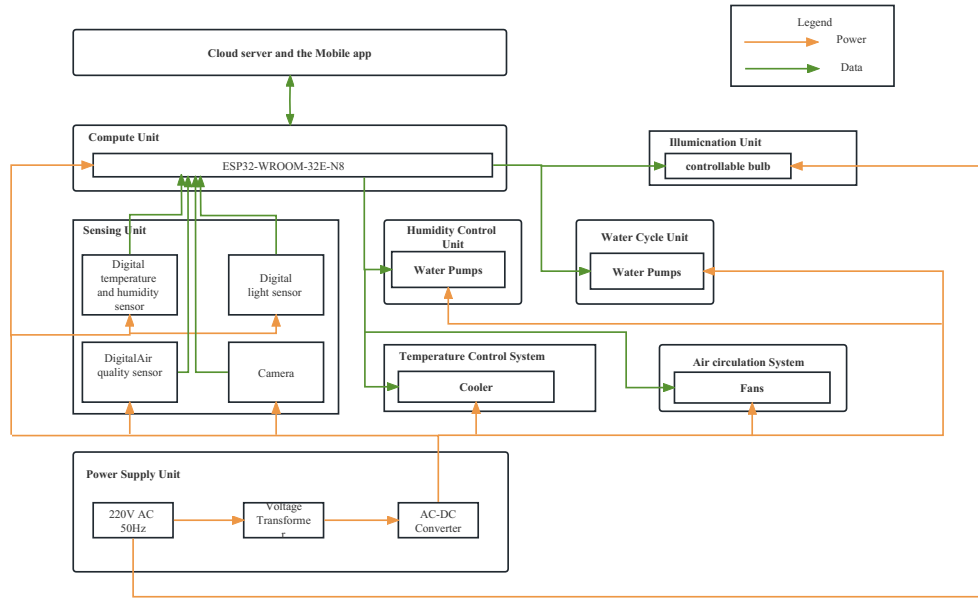 Legend
Power
Data
Cloud server and the Mobile app
Compute Unit
ESP32-WROOM-32E-N8
Illumicnation Unit
controllable bulb
Sensing Unit
Digital
temperature
and humidity
sensor
Digital
light sensor
DigitalAir
quality sensor
Camera
Humidity Control
Unit
Water Pumps
Water Cycle Unit
Water Pumps
Temperature Control System
Cooler
Air circulation System
Fans
Power Supply Unit
220V AC
50Hz
Voltage
Transforme
r
AC-DC
Converter